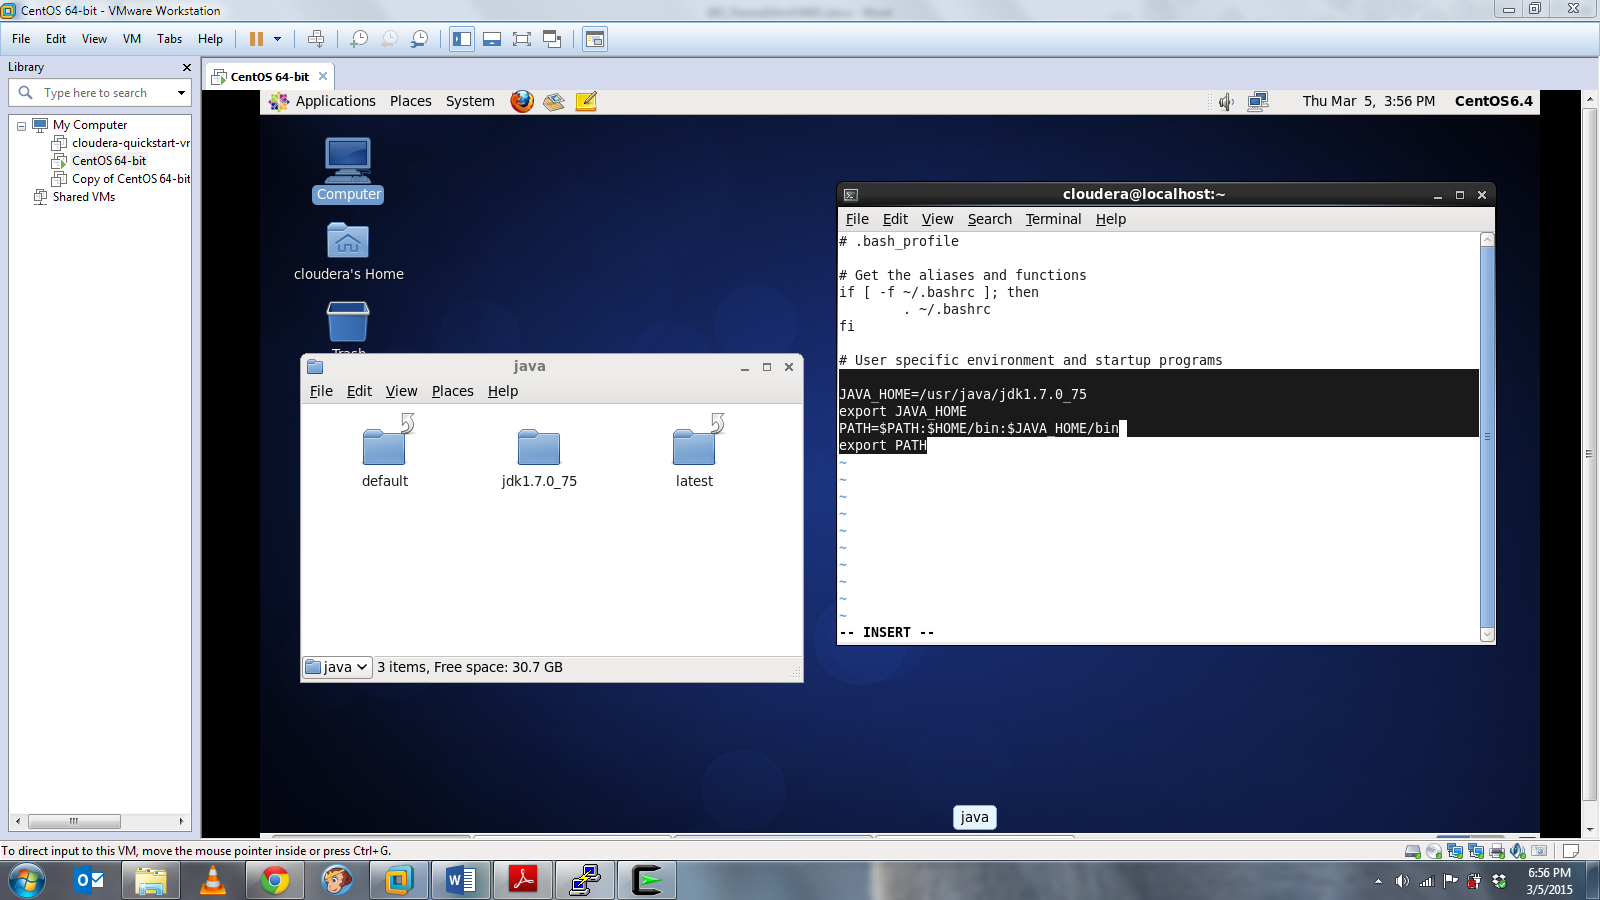 CentOS 64-bit - VMware Workstation
File Edit View VM Tabs Help
Library
Type here to search
My Computer
cloudera-quickstart-vr
CentOS 64-bit
Copy of CentOS 64-bit
Shared VMs
CentOS 64-bit
Applications Places System
Thu Mar 5, 3:56 PM CentOS6.4
Computer
cloudera's Home
Trash
java
File Edit View Places Help
default
jdk1.7.0_75
latest
java 3 items, Free space: 30.7 GB
cloudera@localhost:~
File Edit View Search Terminal Help
# .bash_profile
# Get the aliases and functions
if [ -f ~/.bashrc ]; then
. ~/.bashrc
fi
# User specific environment and startup programs
JAVA_HOME=/usr/java/jdk1.7.0_75
export JAVA_HOME
PATH=$PATH:$HOME/bin:$JAVA_HOME/bin
export PATH
~
~
~
~
~
~
~
~
~
~
-- INSERT --
java
To direct input to this VM, move the mouse pointer inside or press Ctrl+G.
6:56 PM
3/5/2015